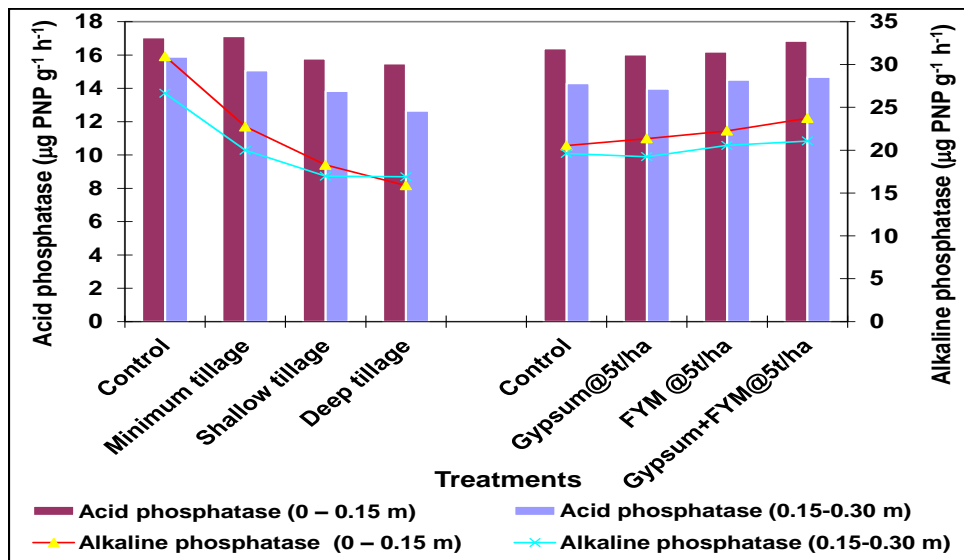 Acid phosphatase (µg PNP g-1 h-1)
18
16
14
12
10
8
6
4
2
0
35
30
25
20
15
10
5
0
Alkaline phosphatase (µg PNP g-1 h-1)
Control
Minimum tillage
Shallow tillage
Deep tillage
Control
Gypsum@5t/ha
FYM @5t/ha
Gypsum+FYM@5t/ha
Treatments
Acid phosphatase (0 – 0.15 m)
Acid phosphatase (0.15-0.30 m)
Alkaline phosphatase (0 – 0.15 m)
Alkaline phosphatase (0.15-0.30 m)